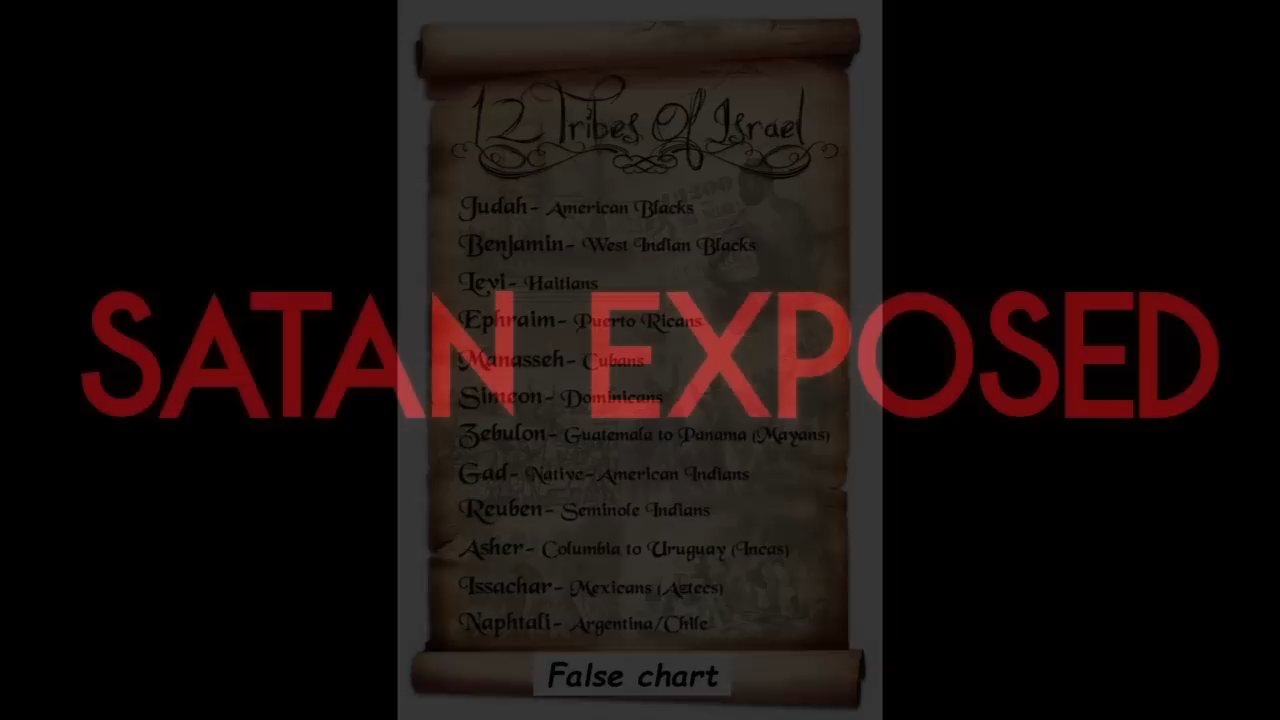 12 Tribes Of Israel
Judah- American Blacks
Benjamin- West Indian Blacks
Levi- Haitians
Ephraim- Puerto Ricans
SATAN EXPOSED
Manasseh- Cubans
Simeon- Dominicans
Zebulon- Guatemala to Panama (Mayans)
Gad- Native-American Indians
Reuben- Seminole Indians
Asher- Columbia to Uruguay (Incas)
Issachar- Mexicans (Aztecs)
Naphtali- Argentina/Chile
False chart